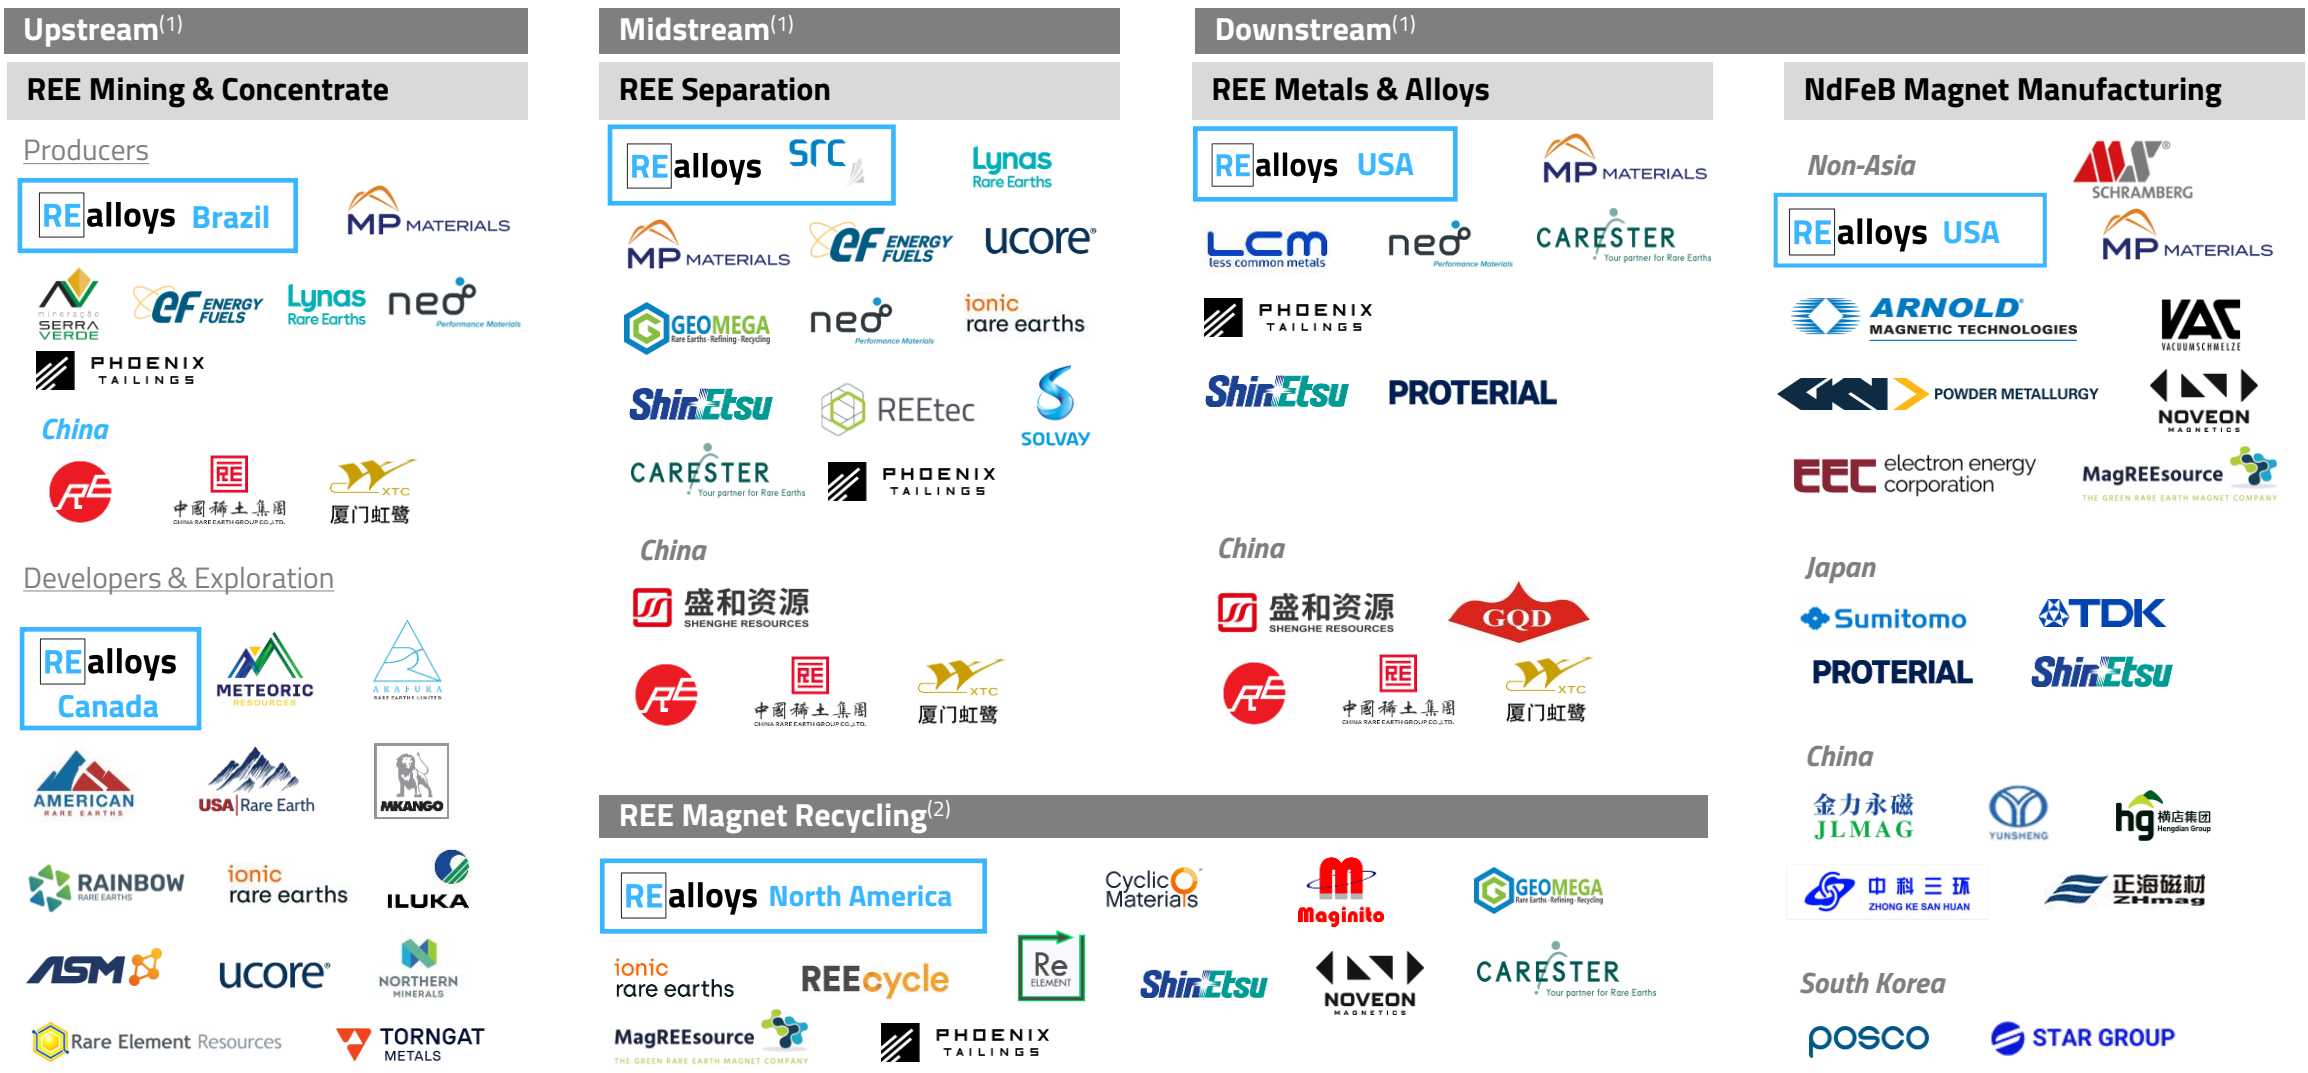 Upstream(1)
REE Mining & Concentrate
Producers
REalloys Brazil
MP MATERIALS
mineração
SERRA
VERDE
eF ENERGY
FUELS
Lynas
Rare Earths
neo
Performance Materials
PHOENIX
TAILINGS
China
RE
RE
中國稀土集團
CHINA RARE EARTH GROUP CO.,LTD.
XTC
厦门虹鹭
Developers & Exploration
REalloys
Canada
METEORIC
RESOURCES
ARAFURA
RARE EARTHS LIMITED
AMERICAN
RARE EARTHS
USA|Rare Earth
MKANGO
RAINBOW
RARE EARTHS
ionic
rare earths
ILUKA
ASM
ucore®
NORTHERN
MINERALS
Rare Element Resources
TORNGAT
METALS
Midstream(1)
REE Separation
REalloys src
Lynas
Rare Earths
MP MATERIALS
eF ENERGY
FUELS
ucore®
GEOMEGA
Rare Earths - Refining - Recycling
neo
Performance Materials
ionic
rare earths
ShinEtsu
REEtec
SOLVAY
CARESTER
Your partner for Rare Earths
PHOENIX
TAILINGS
China
盛和资源
SHENGHE RESOURCES
RE
RE
中國稀土集團
CHINA RARE EARTH GROUP CO.,LTD.
XTC
厦门虹鹭
Downstream(1)
REE Metals & Alloys
REalloys USA
MP MATERIALS
LCM
less common metals
neo
Performance Materials
CARESTER
Your partner for Rare Earths
PHOENIX
TAILINGS
ShinEtsu
PROTERIAL
China
盛和资源
SHENGHE RESOURCES
GQD
RE
RE
中國稀土集團
CHINA RARE EARTH GROUP CO.,LTD.
XTC
厦门虹鹭
NdFeB Magnet Manufacturing
Non-Asia
MS®
SCHRAMBERG
REalloys USA
MP MATERIALS
ARNOLD®
MAGNETIC TECHNOLOGIES
VAC
VACUUMSCHMELZE
GKN POWDER METALLURGY
NOVEON
MAGNETICS
EEC electron energy
corporation
MagREEsource
THE GREEN RARE EARTH MAGNET COMPANY
Japan
Sumitomo
TDK
PROTERIAL
ShinEtsu
China
金力永磁
JLMAG
YUNSHENG
hg 横店集团
Hengdian Group
中科三环
ZHONG KE SAN HUAN
正海磁材
ZHmag
South Korea
posco
STAR GROUP
REE Magnet Recycling(2)
REalloys North America
Cyclic
Materials
m
Maginito
GEOMEGA
Rare Earths - Refining - Recycling
ionic
rare earths
REEcycle
Re
ELEMENT
ShinEtsu
NOVEON
MAGNETICS
CARESTER
Your partner for Rare Earths
MagREEsource
THE GREEN RARE EARTH MAGNET COMPANY
PHOENIX
TAILINGS